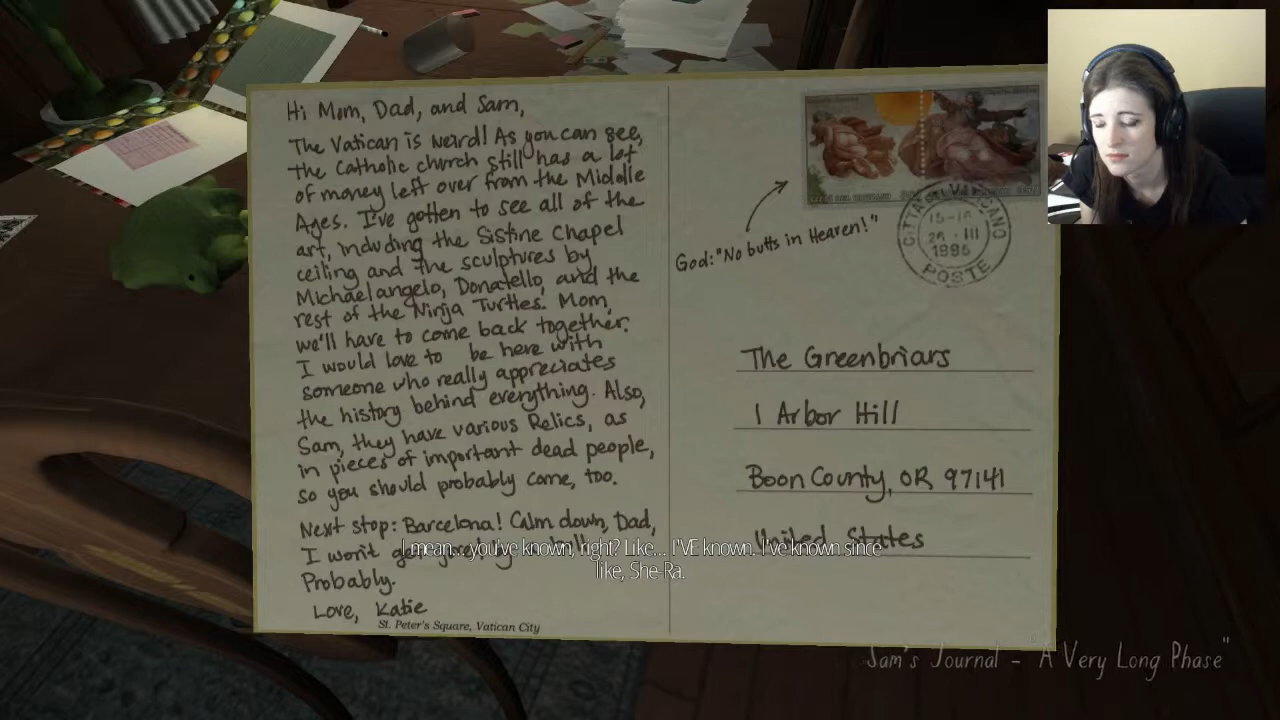 Hi Mom, Dad, and Sam,
The Vatican is weird! As you can see,
the Catholic church still has a lot
of money left over from the Middle
Ages. I've gotten to see all of the
art, including the Sistine Chapel
ceiling and the sculptures by
Michaelangelo, Donatello, and the
rest of the Ninja Turtles. Mom,
we'll have to come back together.
I would love to be here with
someone who really appreciates
the history behind everything. Also,
Sam, they have various Relics, as
in pieces of important dead people,
so you should probably come, too.
Next stop: Barcelona! Calm down, Dad,
I won't
Probably.
Love, Katie
St. Peter's Square, Vatican City
God: "No butts in Heaven!"
CITTA DEL VATICANO
15-16
26 · III
1995
POSTE
The Greenbriars
1 Arbor Hill
Boon County, OR 97141
United States
I mean... you've known, right? Like... I'VE known. I've known since
like, She-Ra.
Sam's Journal - "A Very Long Phase"